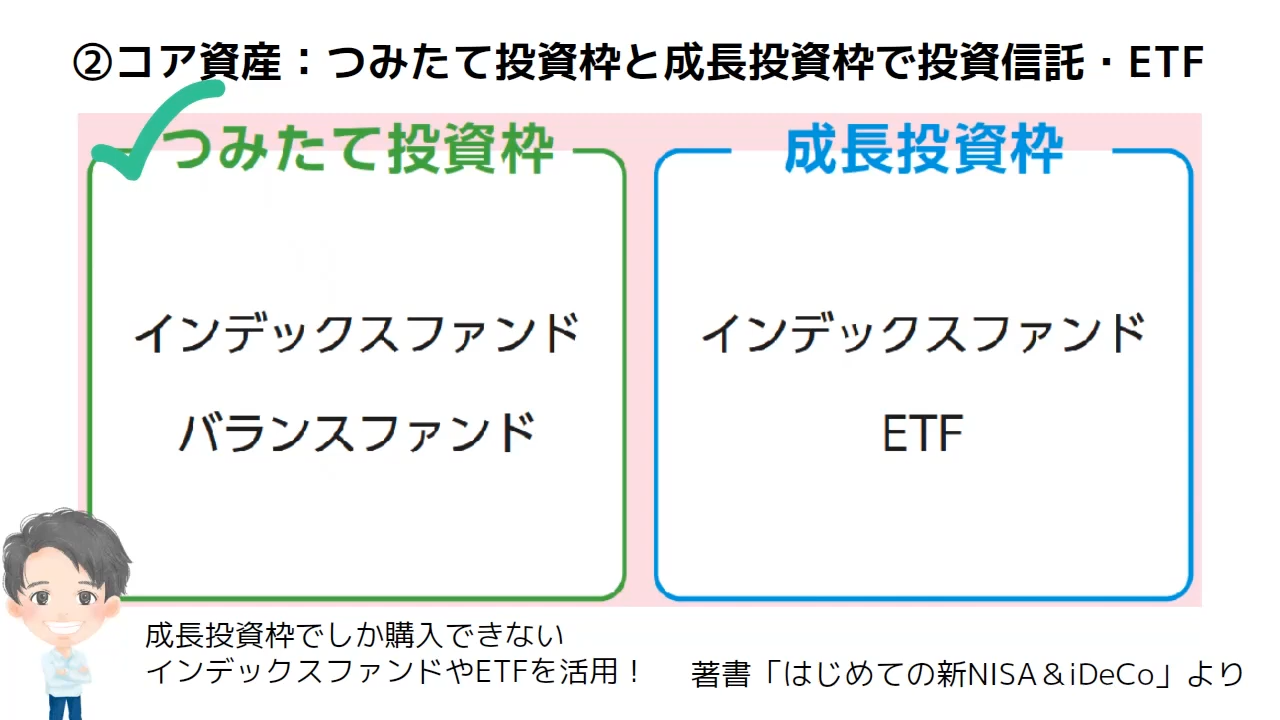 ②コア資産：つみたて投資枠と成長投資枠で投資信託・ETF
つみたて投資枠
インデックスファンド
バランスファンド
成長投資枠
インデックスファンド
ETF
成長投資枠でしか購入できない
インデックスファンドやETFを活用！
著書「はじめての新NISA＆iDeCo」より